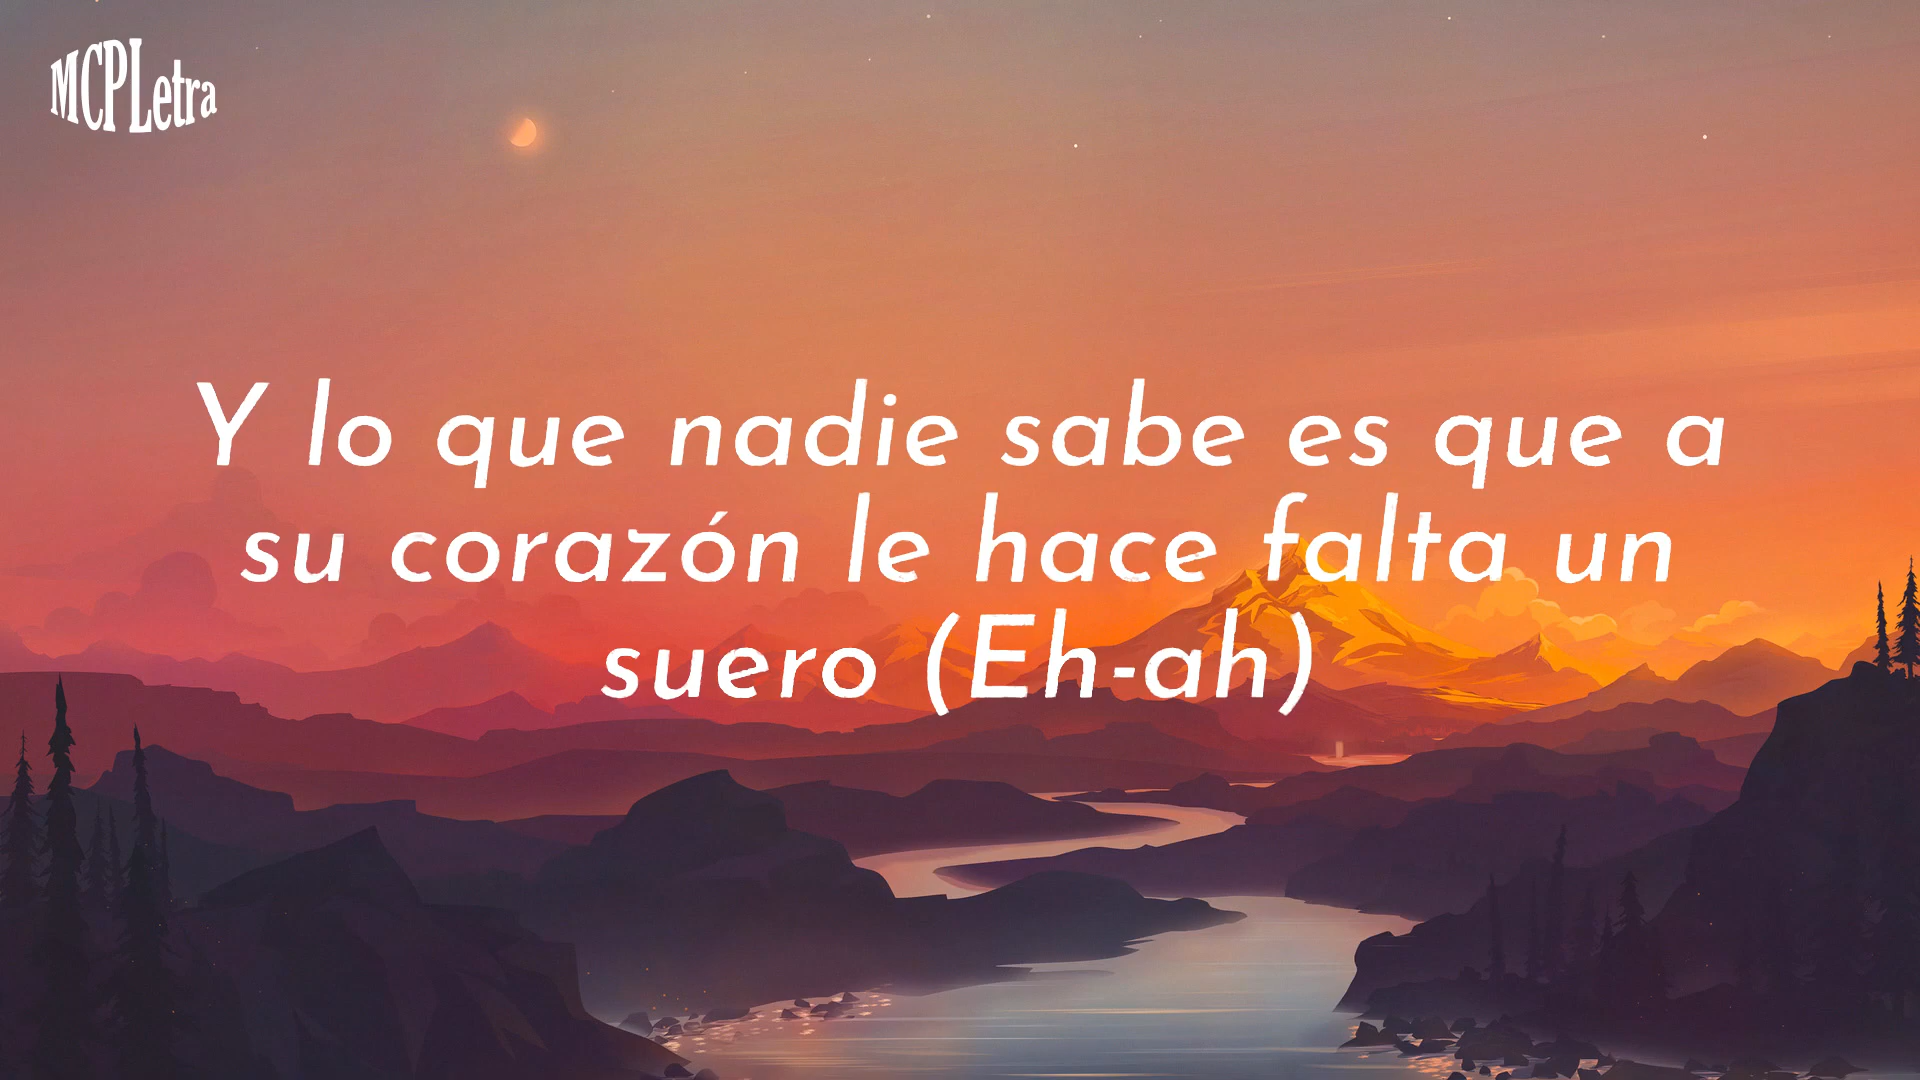 MCPLetra
Y lo que nadie sabe es que a
su corazón le hace falta un
suero (Eh-ah)